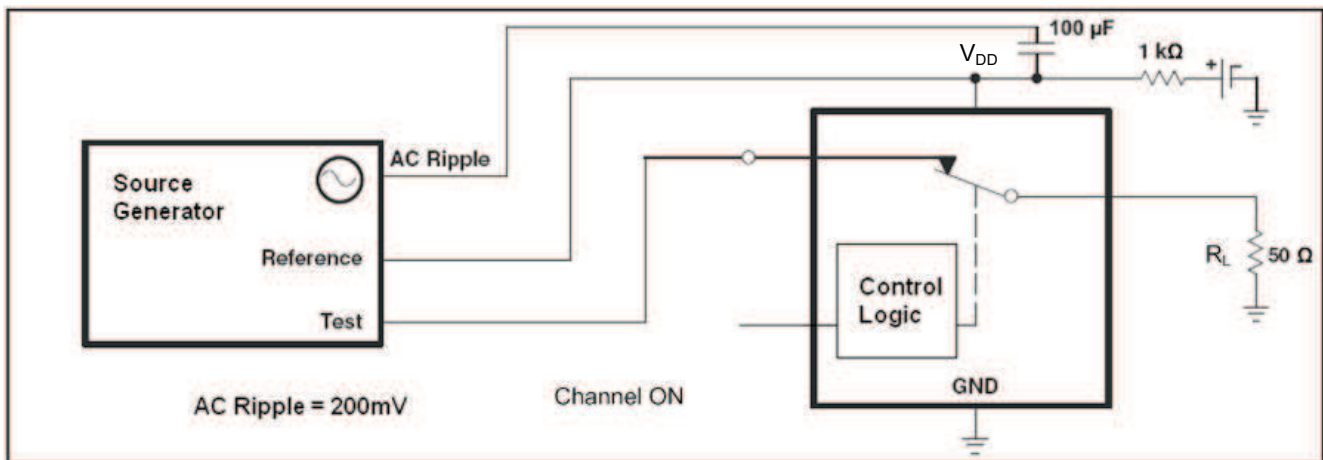 100 µF
V_DD
1 kΩ
+
AC Ripple
Source
Generator
Reference
Test
Control
Logic
R_L
50 Ω
GND
AC Ripple = 200mV
Channel ON